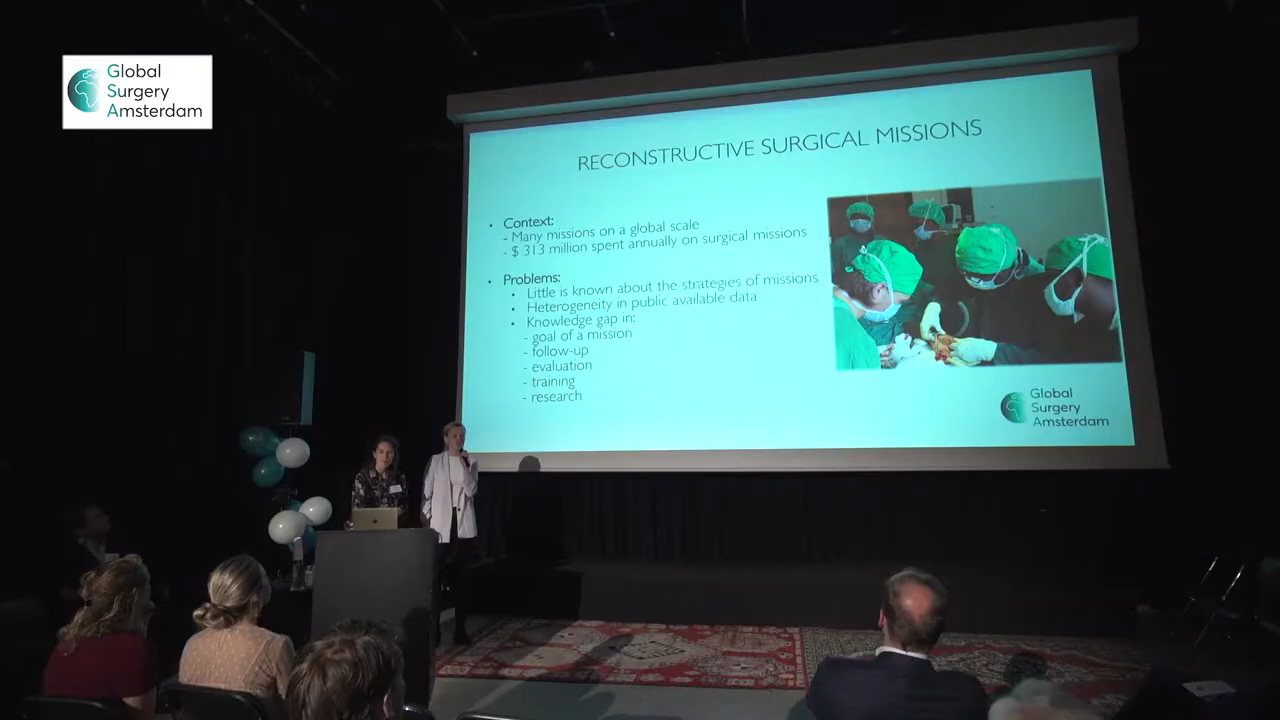 Global
Surgery
Amsterdam
RECONSTRUCTIVE SURGICAL MISSIONS
• Context:
- Many missions on a global scale
- $ 313 million spent annually on surgical missions
• Problems:
• Little is known about the strategies of missions
• Heterogeneity in public available data
• Knowledge gap in:
- goal of a mission
- follow-up
- evaluation
- training
- research
Global
Surgery
Amsterdam